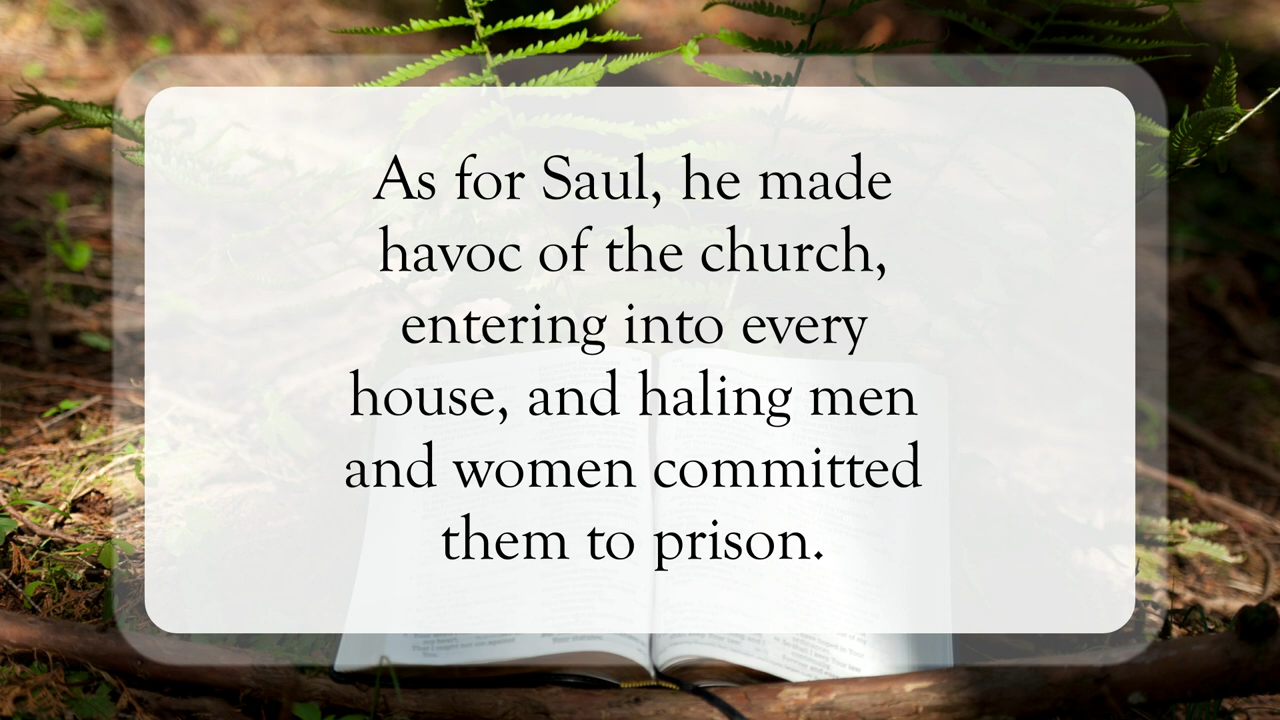 As for Saul, he made
havoc of the church,
entering into every
house, and haling men
and women committed
them to prison.